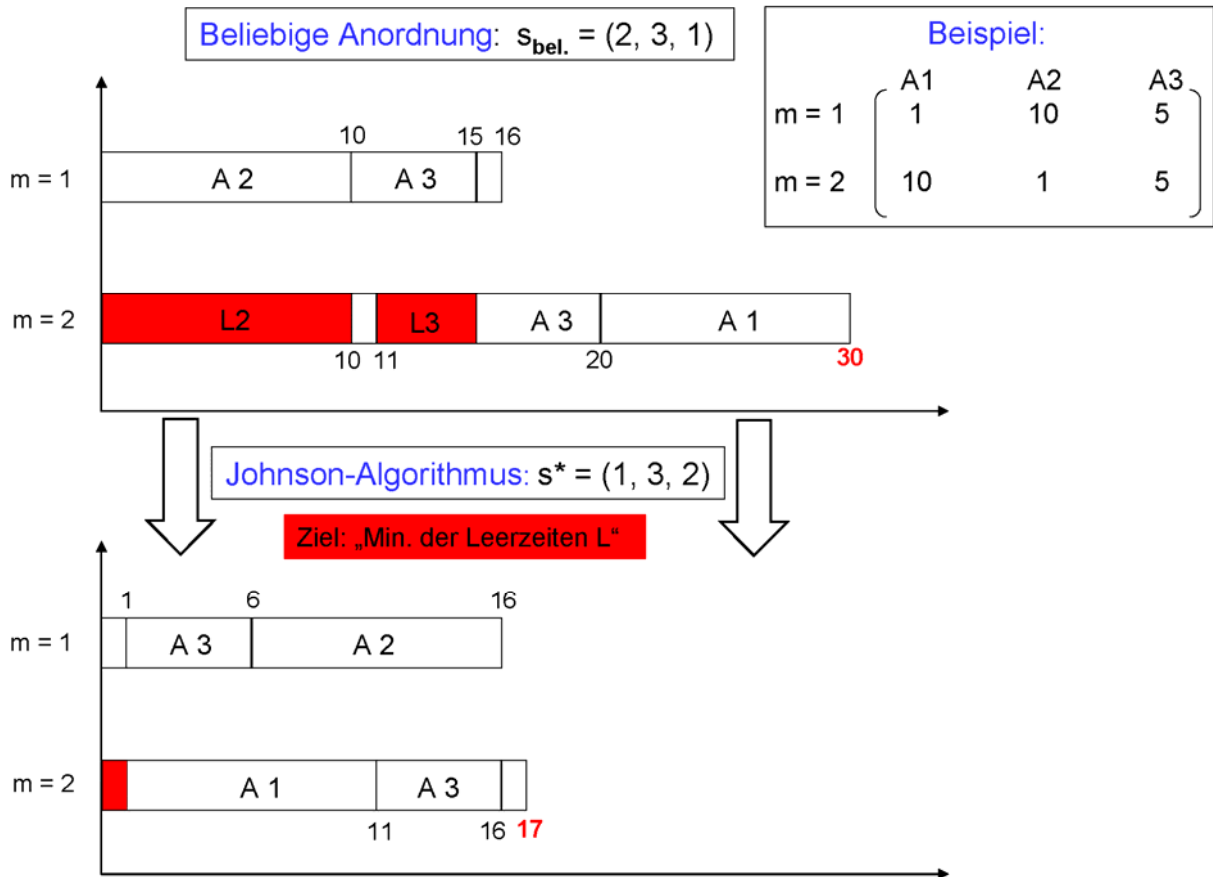 Beliebige Anordnung: s_bel. = (2, 3, 1)
Beispiel:
A1 A2 A3
m = 1 1 10 5
m = 2 10 1 5
10 15 16
m = 1 A 2 A 3
m = 2 L2 L3 A 3 A 1
10 11 20 30
Johnson-Algorithmus: s* = (1, 3, 2)
Ziel: „Min. der Leerzeiten L“
1 6 16
m = 1 A 3 A 2
m = 2 A 1 A 3
11 16 17